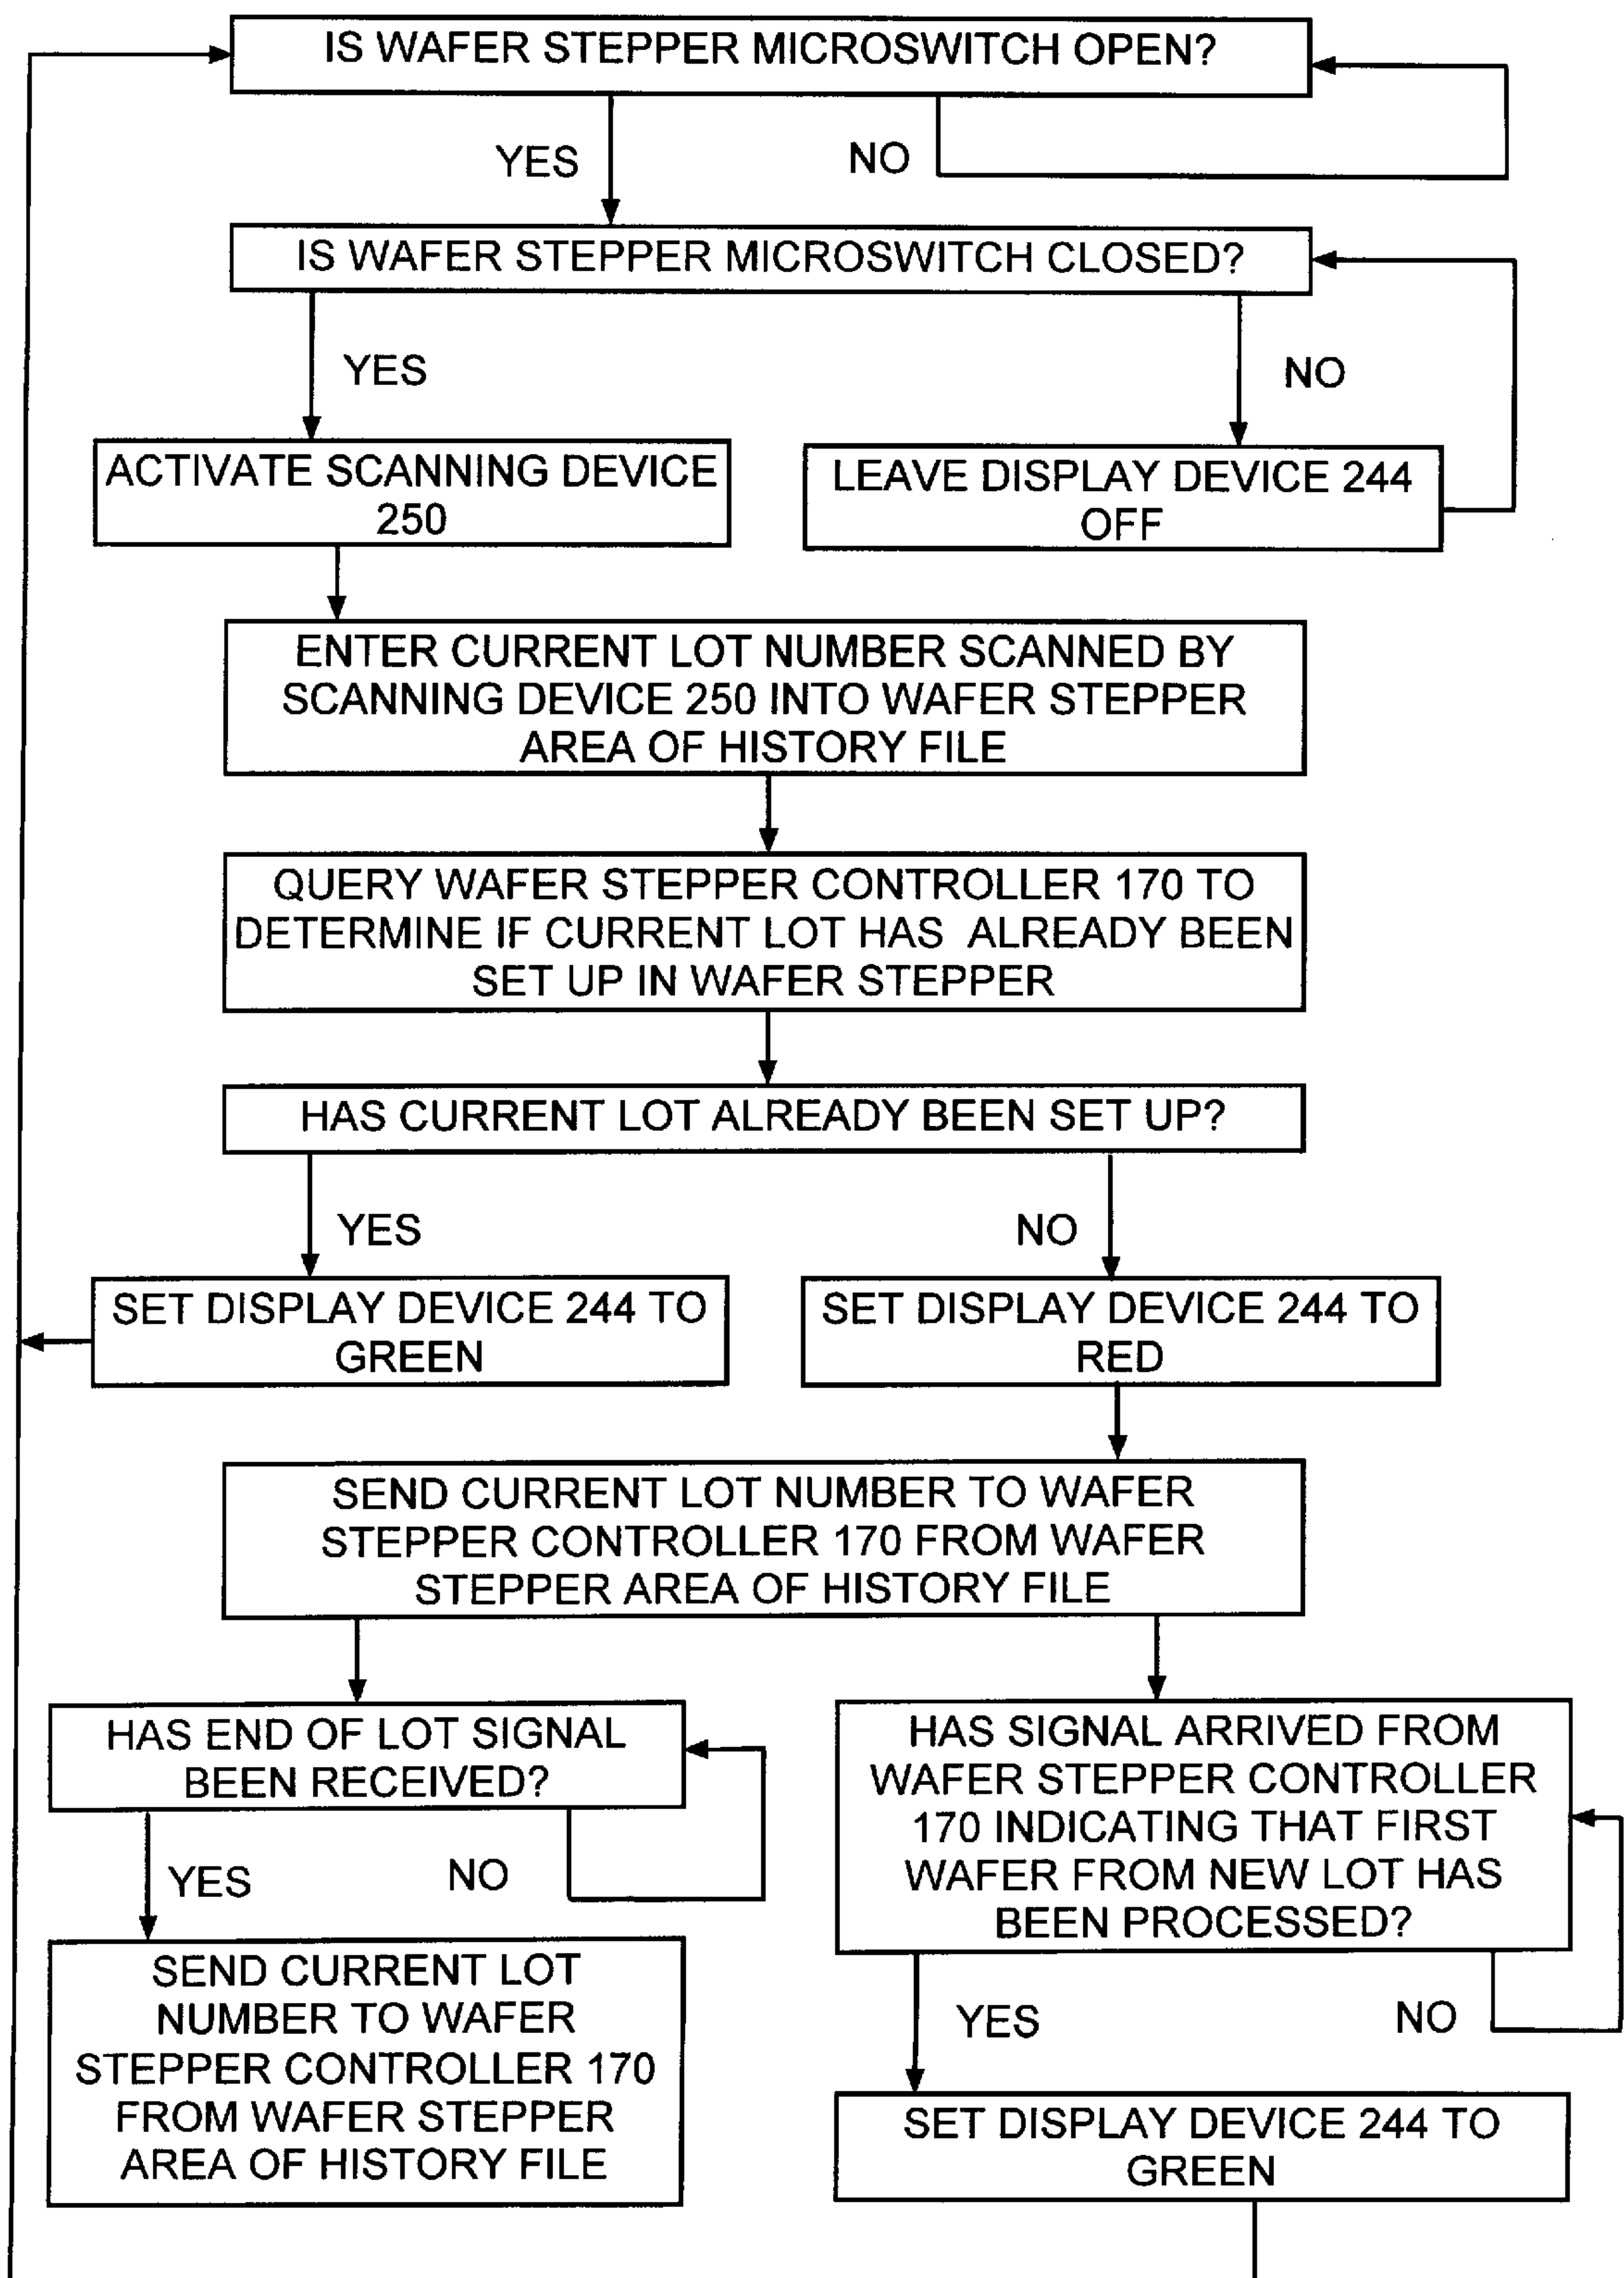 IS WAFER STEPPER MICROSWITCH OPEN?
YES
NO
IS WAFER STEPPER MICROSWITCH CLOSED?
YES
NO
ACTIVATE SCANNING DEVICE
250
LEAVE DISPLAY DEVICE 244
OFF
ENTER CURRENT LOT NUMBER SCANNED BY
SCANNING DEVICE 250 INTO WAFER STEPPER
AREA OF HISTORY FILE
QUERY WAFER STEPPER CONTROLLER 170 TO
DETERMINE IF CURRENT LOT HAS ALREADY BEEN
SET UP IN WAFER STEPPER
HAS CURRENT LOT ALREADY BEEN SET UP?
YES
NO
SET DISPLAY DEVICE 244 TO
GREEN
SET DISPLAY DEVICE 244 TO
RED
SEND CURRENT LOT NUMBER TO WAFER
STEPPER CONTROLLER 170 FROM WAFER
STEPPER AREA OF HISTORY FILE
HAS END OF LOT SIGNAL
BEEN RECEIVED?
YES
NO
SEND CURRENT LOT
NUMBER TO WAFER
STEPPER CONTROLLER 170
FROM WAFER STEPPER
AREA OF HISTORY FILE
HAS SIGNAL ARRIVED FROM
WAFER STEPPER CONTROLLER
170 INDICATING THAT FIRST
WAFER FROM NEW LOT HAS
BEEN PROCESSED?
YES
NO
SET DISPLAY DEVICE 244 TO
GREEN